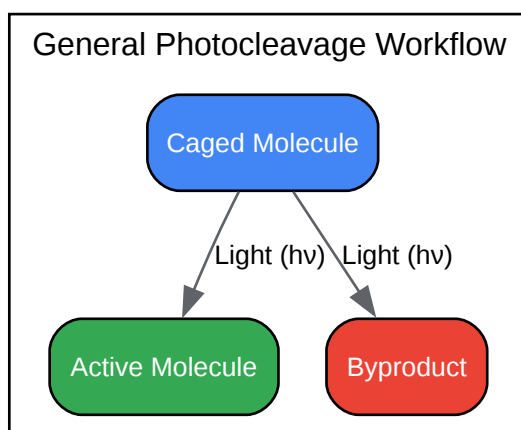 General Photocleavage Workflow
Caged Molecule
Light (hν) Light (hν)
Active Molecule
Byproduct